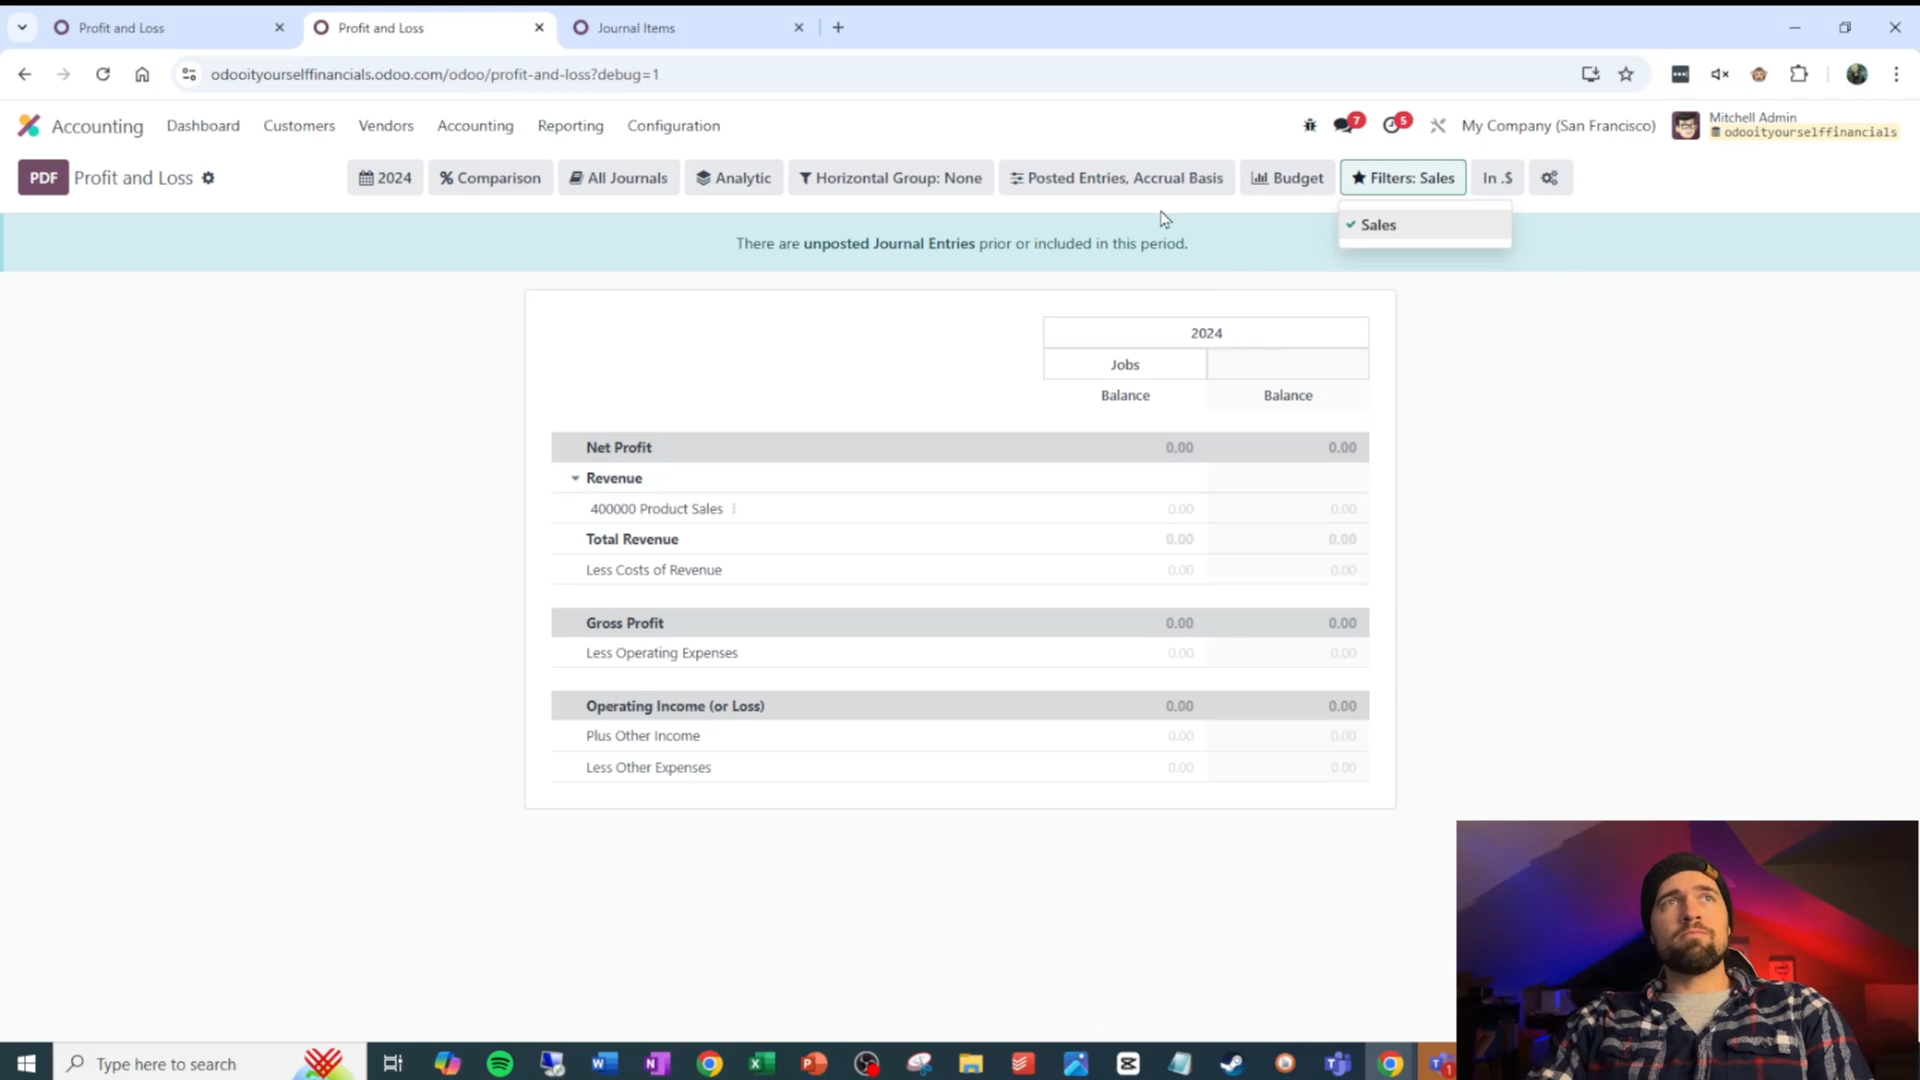 Profit and Loss
Profit and Loss
Journal Items
odooityourselffinancials.odoo.com/odoo/profit-and-loss?debug=1
Accounting
Dashboard
Customers
Vendors
Accounting
Reporting
Configuration
7
5
My Company (San Francisco)
Mitchell Admin
odooityourselffinancials
PDF
Profit and Loss
2024
Comparison
All Journals
Analytic
Horizontal Group: None
Posted Entries, Accrual Basis
Budget
Filters: Sales
In .$
Sales
There are unposted Journal Entries prior or included in this period.
2024
Jobs
Balance Balance
Net Profit 0.00 0.00
Revenue
400000 Product Sales 0.00 0.00
Total Revenue 0.00 0.00
Less Costs of Revenue 0.00 0.00
Gross Profit 0.00 0.00
Less Operating Expenses 0.00 0.00
Operating Income (or Loss) 0.00 0.00
Plus Other Income 0.00 0.00
Less Other Expenses 0.00 0.00
Type here to search